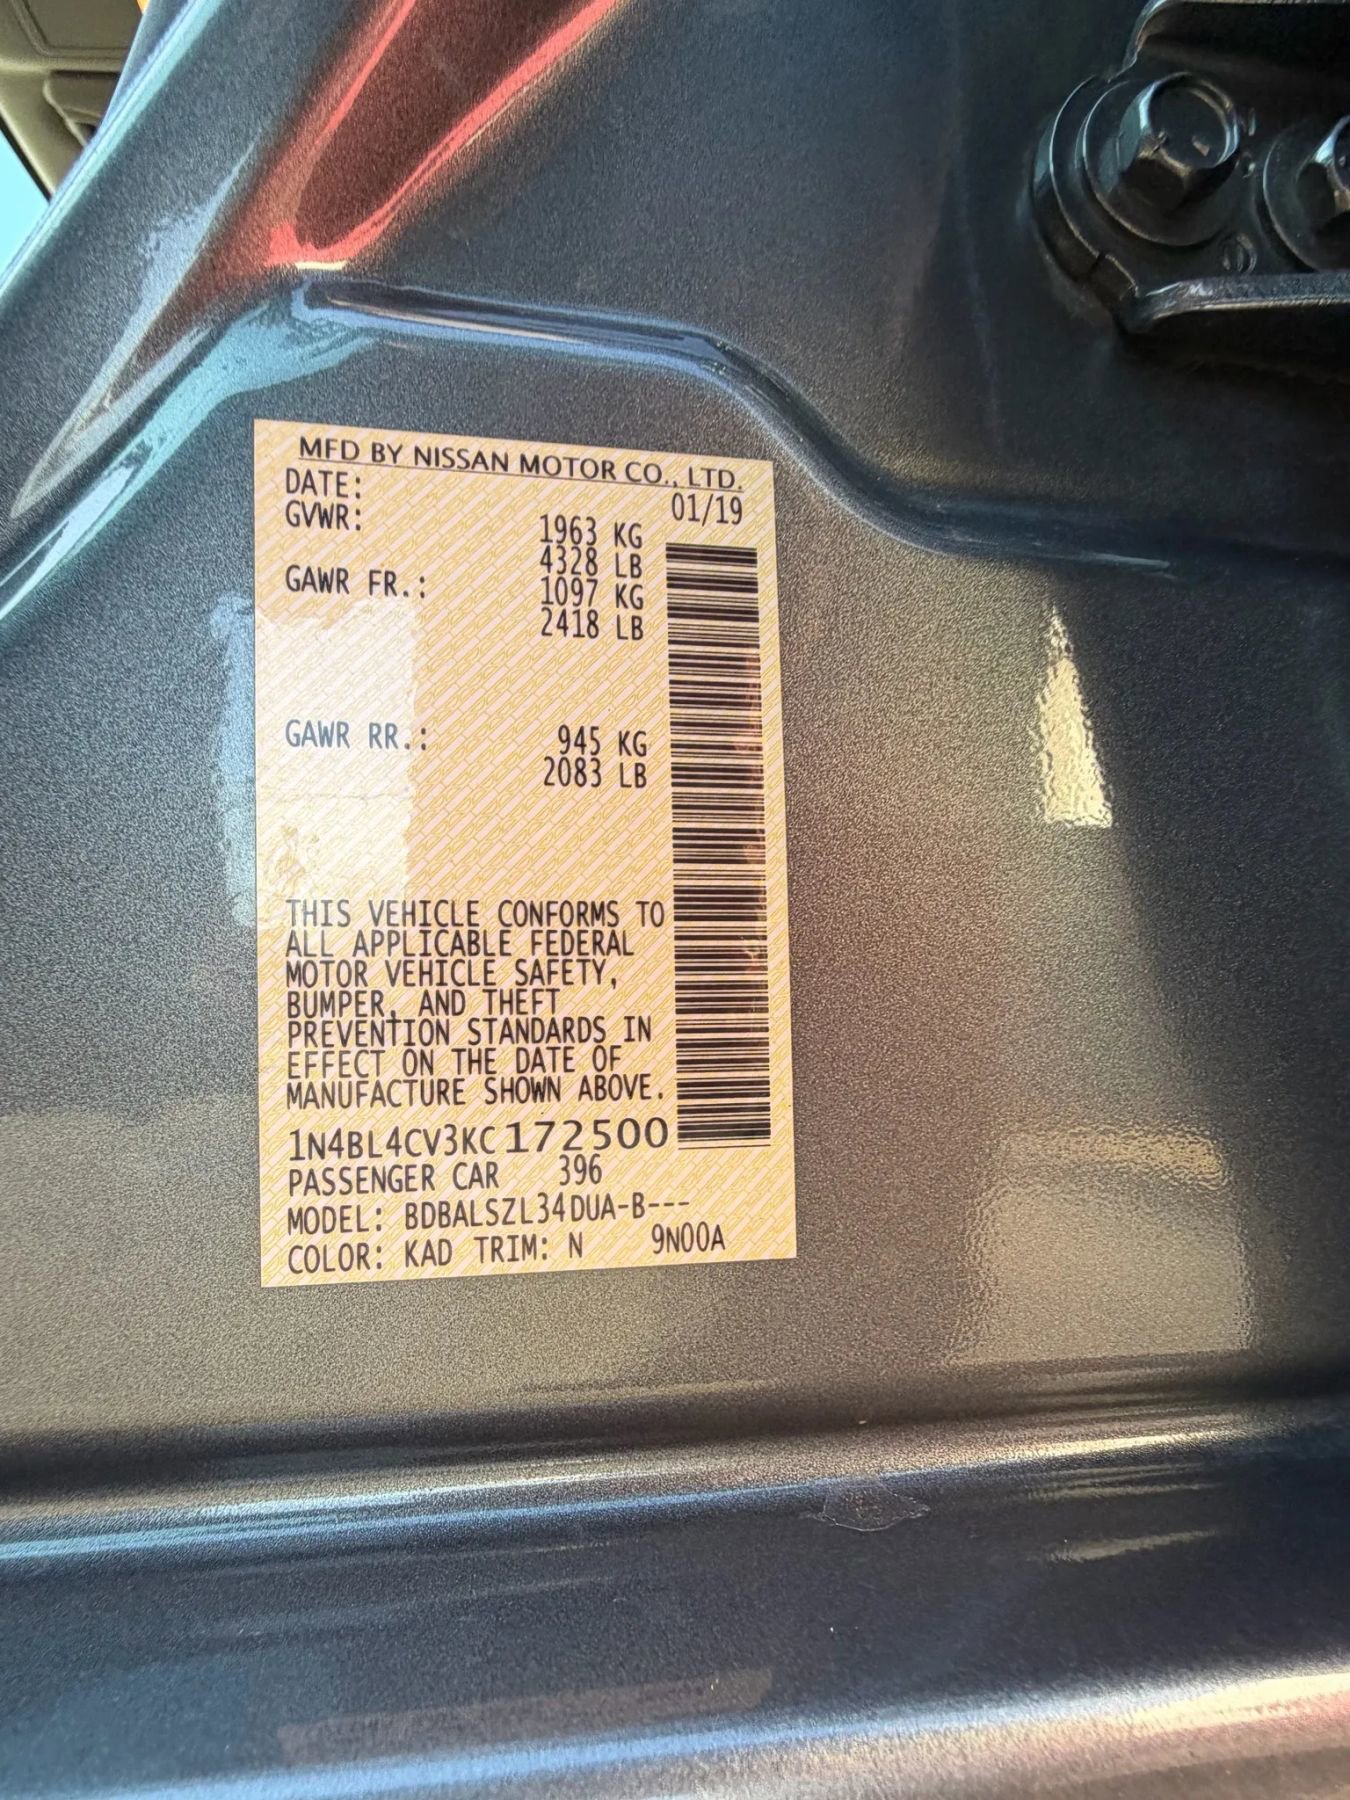 MFD BY NISSAN MOTOR CO., LTD.
DATE: 01/19
GVWR: 1963 KG
4328 LB
GAWR FR.: 1097 KG
2418 LB
GAWR RR.: 945 KG
2083 LB
THIS VEHICLE CONFORMS TO
ALL APPLICABLE FEDERAL
MOTOR VEHICLE SAFETY,
BUMPER, AND THEFT
PREVENTION STANDARDS IN
EFFECT ON THE DATE OF
MANUFACTURE SHOWN ABOVE.
1N4BL4CV3KC172500
PASSENGER CAR 396
MODEL: BDBALSZL34DUA-B---
COLOR: KAD TRIM: N 9N00A